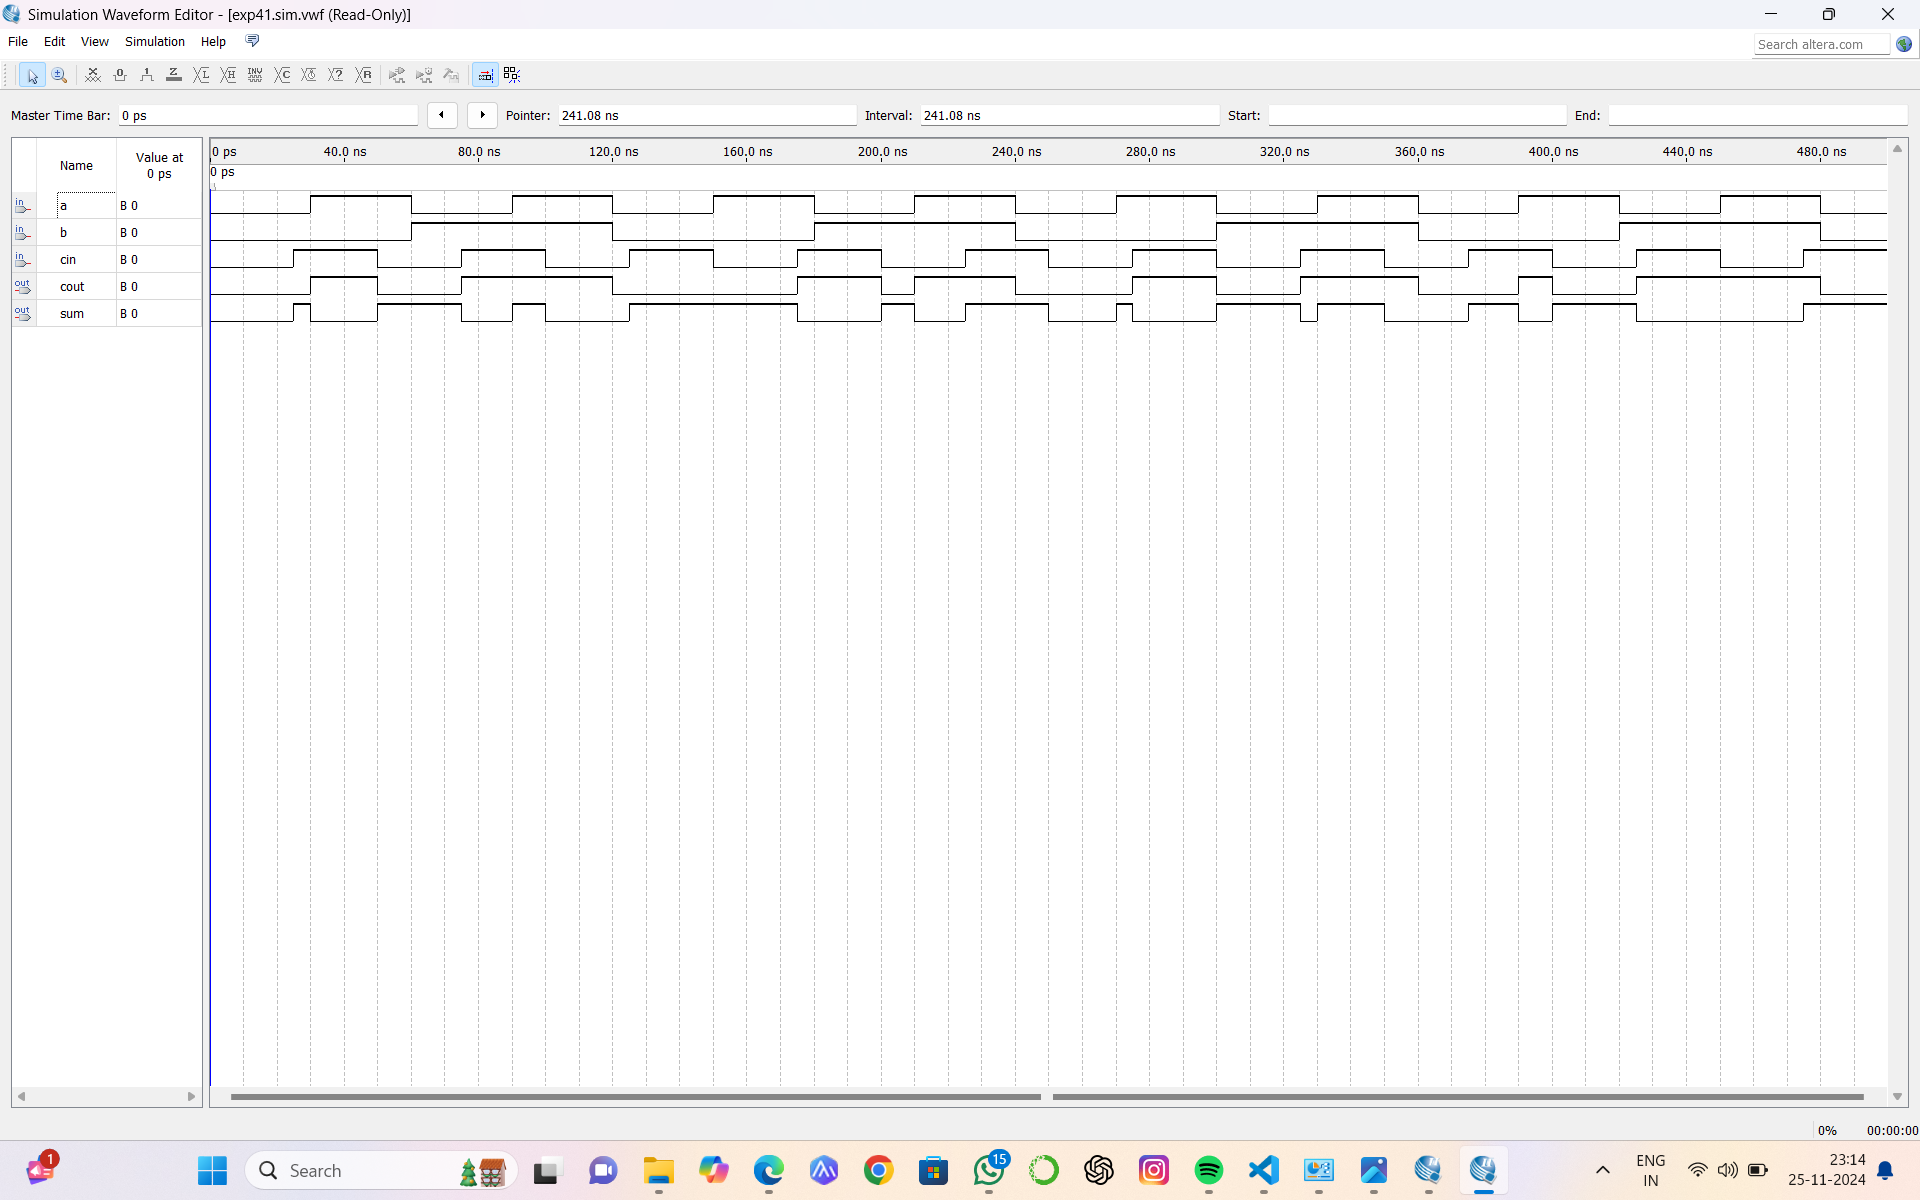 Simulation Waveform Editor - [exp41.sim.vwf (Read-Only)]
File Edit View Simulation Help
Search altera.com
Master Time Bar: 0 ps Pointer: 241.08 ns Interval: 241.08 ns Start: End:
Name Value at 0 ps
0 ps 40.0 ns 80.0 ns 120.0 ns 160.0 ns 200.0 ns 240.0 ns 280.0 ns 320.0 ns 360.0 ns 400.0 ns 440.0 ns 480.0 ns
0 ps
in a B 0
in b B 0
in cin B 0
out cout B 0
out sum B 0
0% 00:00:00
1
Search
15
ENG
IN
23:14
25-11-2024